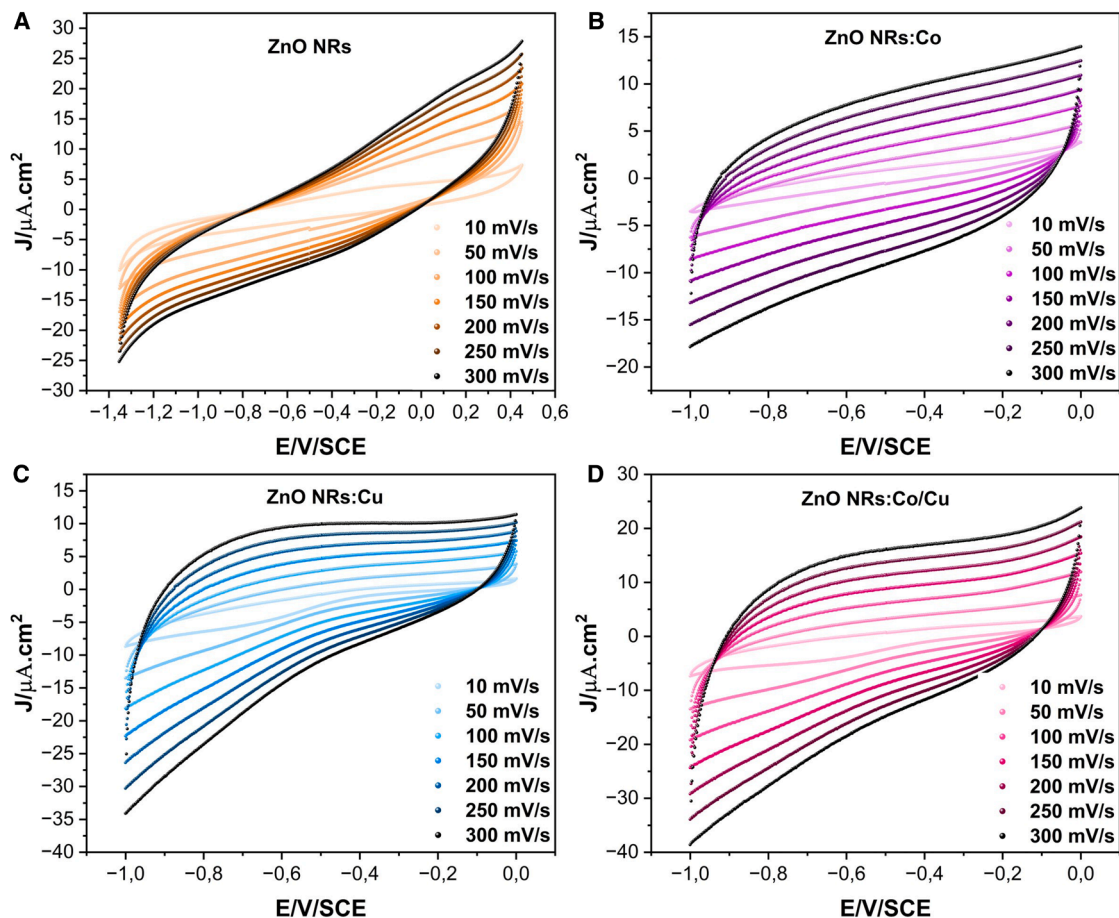 A
ZnO NRs
J/μA.cm²
30
25
20
15
10
5
0
−5
−10
−15
−20
−25
−30
10 mV/s
50 mV/s
100 mV/s
150 mV/s
200 mV/s
250 mV/s
300 mV/s
−1,4 −1,2 −1,0 −0,8 −0,6 −0,4 −0,2 0,0 0,2 0,4 0,6
E/V/SCE
B
ZnO NRs:Co
J/μA.cm²
15
10
5
0
−5
−10
−15
−20
10 mV/s
50 mV/s
100 mV/s
150 mV/s
200 mV/s
250 mV/s
300 mV/s
−1,0 −0,8 −0,6 −0,4 −0,2 0,0
E/V/SCE
C
ZnO NRs:Cu
J/μA.cm²
15
10
5
0
−5
−10
−15
−20
−25
−30
−35
−40
10 mV/s
50 mV/s
100 mV/s
150 mV/s
200 mV/s
250 mV/s
300 mV/s
−1,0 −0,8 −0,6 −0,4 −0,2 0,0
E/V/SCE
D
ZnO NRs:Co/Cu
J/μA.cm²
30
20
10
0
−10
−20
−30
−40
10 mV/s
50 mV/s
100 mV/s
150 mV/s
200 mV/s
250 mV/s
300 mV/s
−1,0 −0,8 −0,6 −0,4 −0,2 0,0
E/V/SCE